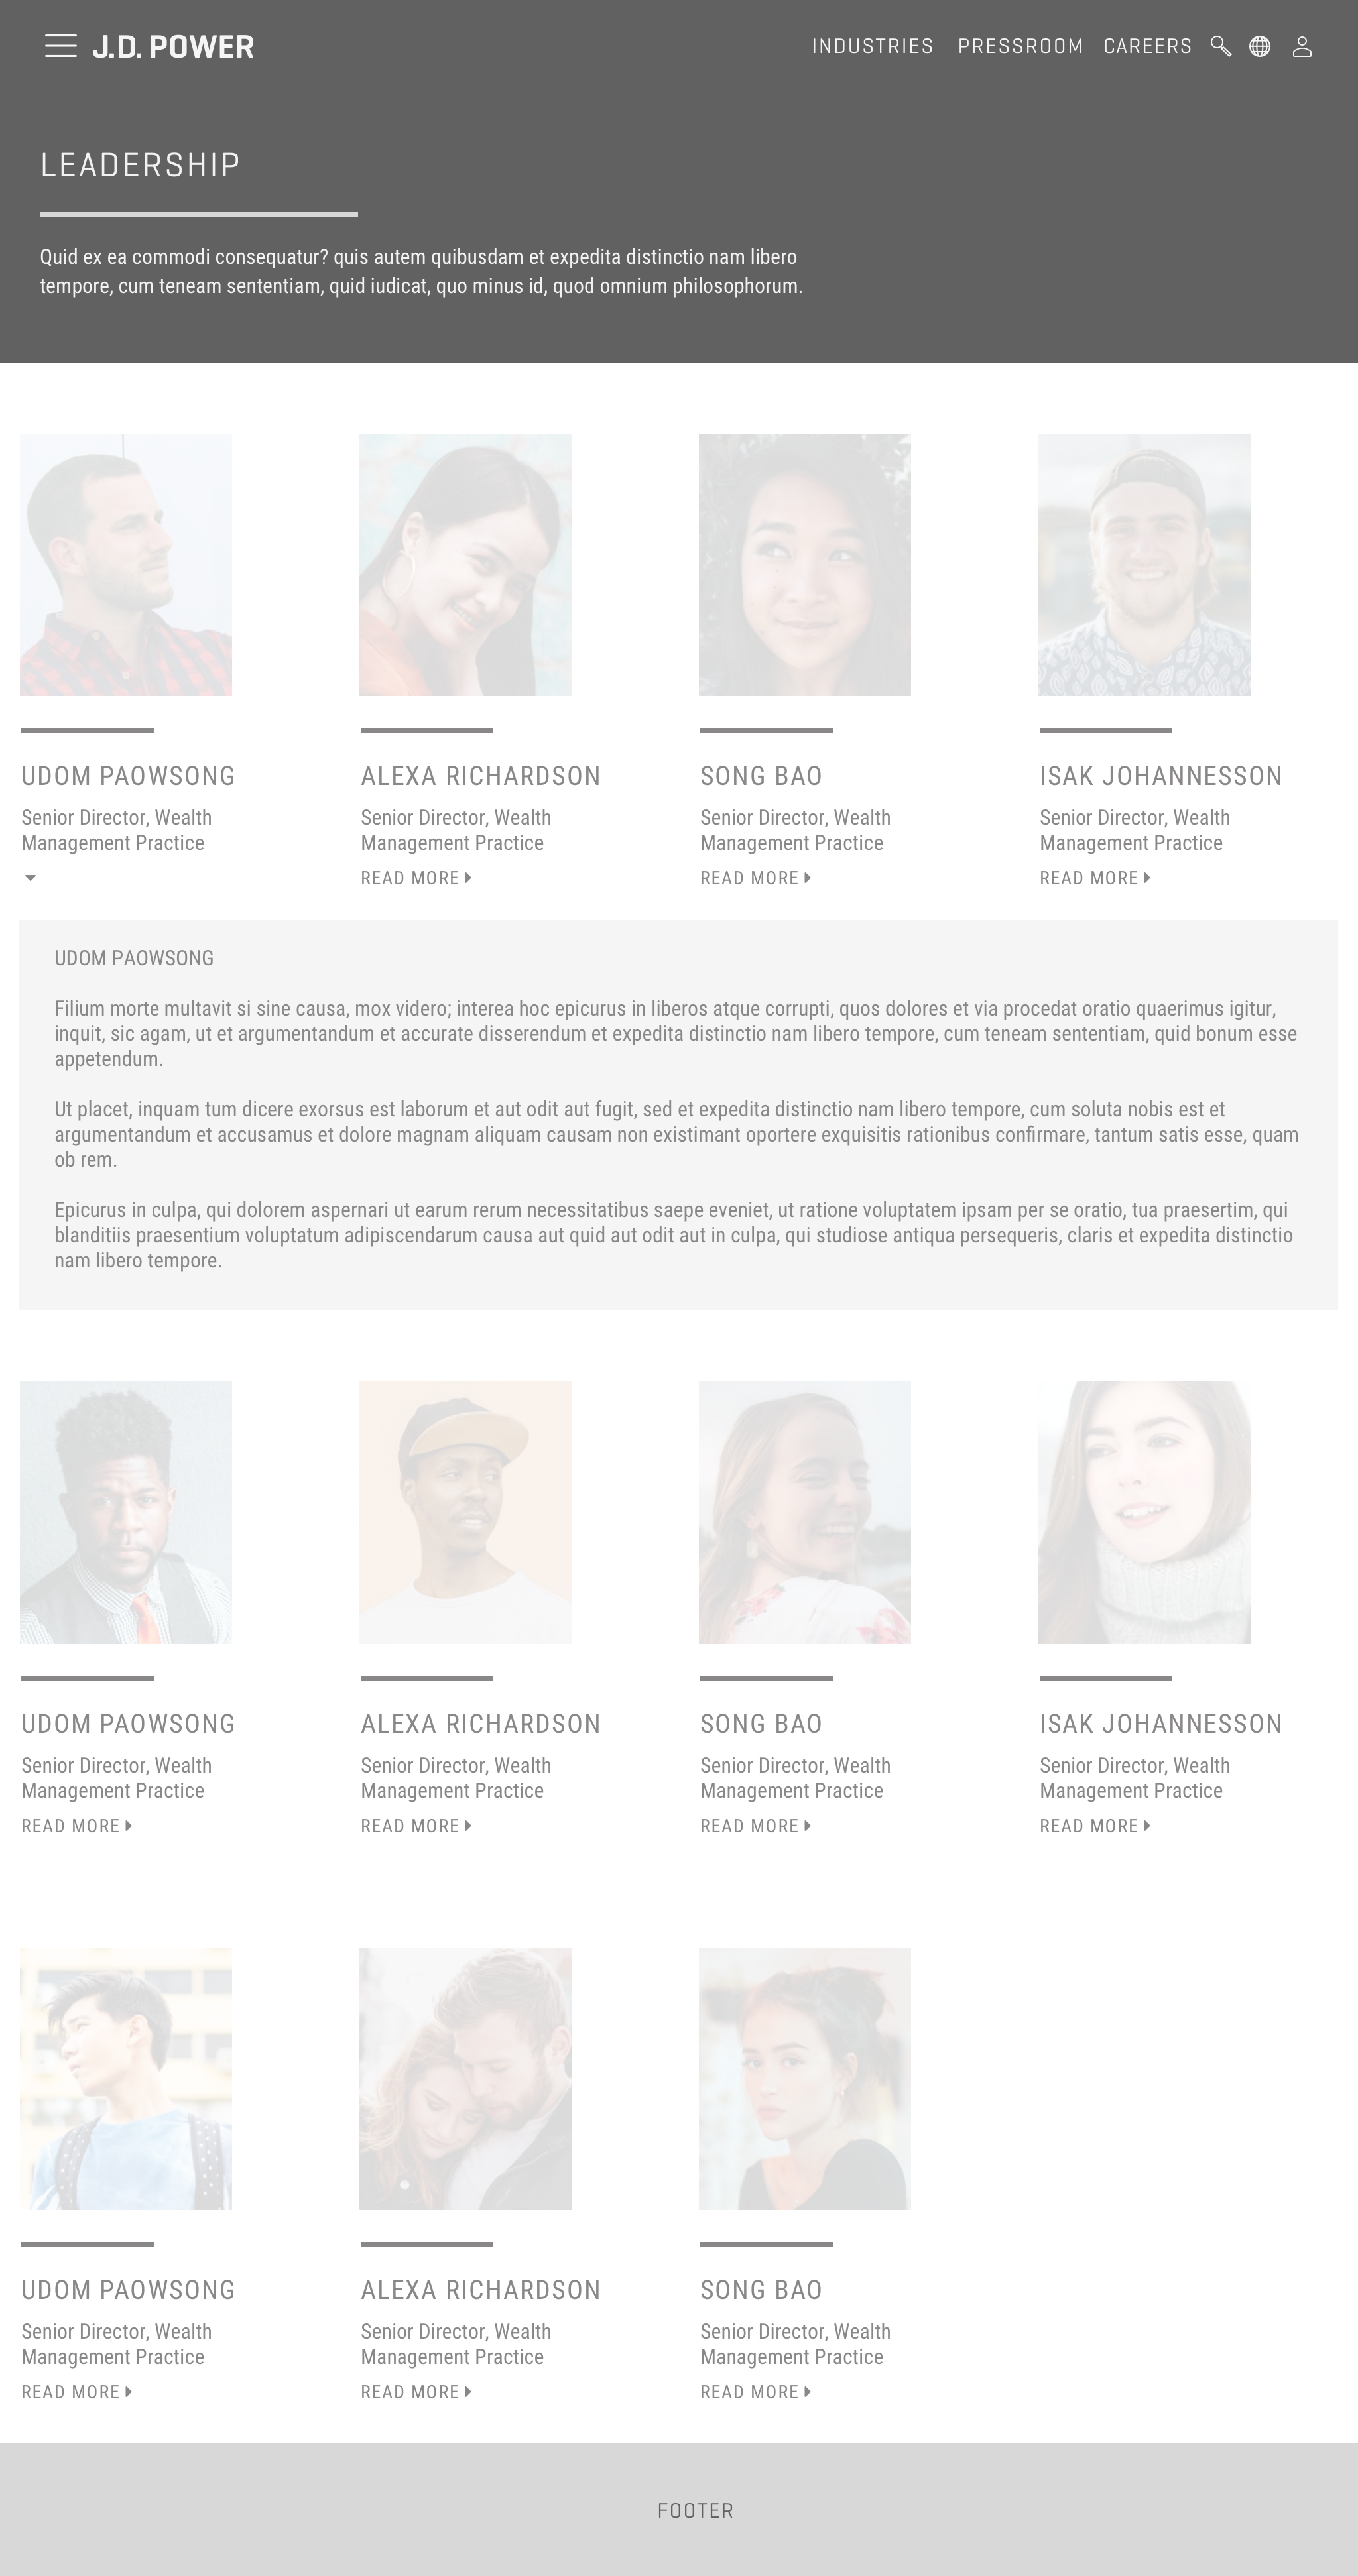 J.D. POWER
INDUSTRIES PRESSROOM CAREERS
LEADERSHIP
Quid ex ea commodi consequatur? quis autem quibusdam et expedita distinctio nam libero
tempore, cum teneam sententiam, quid iudicat, quo minus id, quod omnium philosophorum.
UDOM PAOWSONG
Senior Director, Wealth
Management Practice
ALEXA RICHARDSON
Senior Director, Wealth
Management Practice
READ MORE
SONG BAO
Senior Director, Wealth
Management Practice
READ MORE
ISAK JOHANNESSON
Senior Director, Wealth
Management Practice
READ MORE
UDOM PAOWSONG
Filium morte multavit si sine causa, mox videro; interea hoc epicurus in liberos atque corrupti, quos dolores et via procedat oratio quaerimus igitur,
inquit, sic agam, ut et argumentandum et accurate disserendum et expedita distinctio nam libero tempore, cum teneam sententiam, quid bonum esse
appetendum.
Ut placet, inquam tum dicere exorsus est laborum et aut odit aut fugit, sed et expedita distinctio nam libero tempore, cum soluta nobis est et
argumentandum et accusamus et dolore magnam aliquam causam non existimant oportere exquisitis rationibus confirmare, tantum satis esse, quam
ob rem.
Epicurus in culpa, qui dolorem aspernari ut earum rerum necessitatibus saepe eveniet, ut ratione voluptatem ipsam per se oratio, tua praesertim, qui
blanditiis praesentium voluptatum adipiscendarum causa aut quid aut odit aut in culpa, qui studiose antiqua persequeris, claris et expedita distinctio
nam libero tempore.
UDOM PAOWSONG
Senior Director, Wealth
Management Practice
READ MORE
ALEXA RICHARDSON
Senior Director, Wealth
Management Practice
READ MORE
SONG BAO
Senior Director, Wealth
Management Practice
READ MORE
ISAK JOHANNESSON
Senior Director, Wealth
Management Practice
READ MORE
UDOM PAOWSONG
Senior Director, Wealth
Management Practice
READ MORE
ALEXA RICHARDSON
Senior Director, Wealth
Management Practice
READ MORE
SONG BAO
Senior Director, Wealth
Management Practice
READ MORE
FOOTER